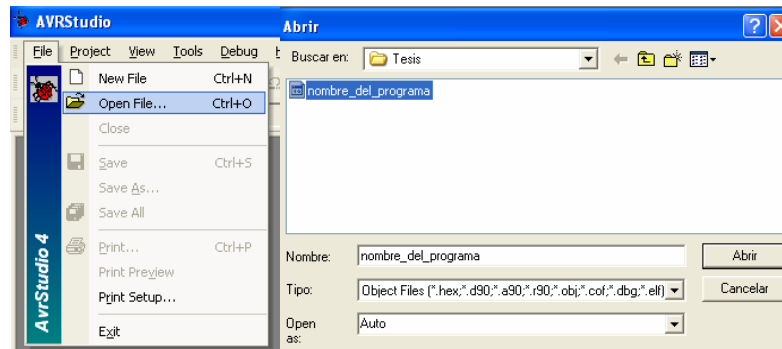 AVRStudio
File Project View Tools Debug
New File Ctrl+N
Open File... Ctrl+O
Close
Save Ctrl+S
Save As...
Save All
Print... Ctrl+P
Print Preview
Print Setup...
Exit
AvrStudio 4
Abrir
Buscar en: Tesis
nombre_del_programa
Nombre: nombre_del_programa Abrir
Tipo: Object Files (*.hex;*.d90;*.a90;*.r90;*.obj;*.cof;*.dbg;*.elf) Cancelar
Open as: Auto